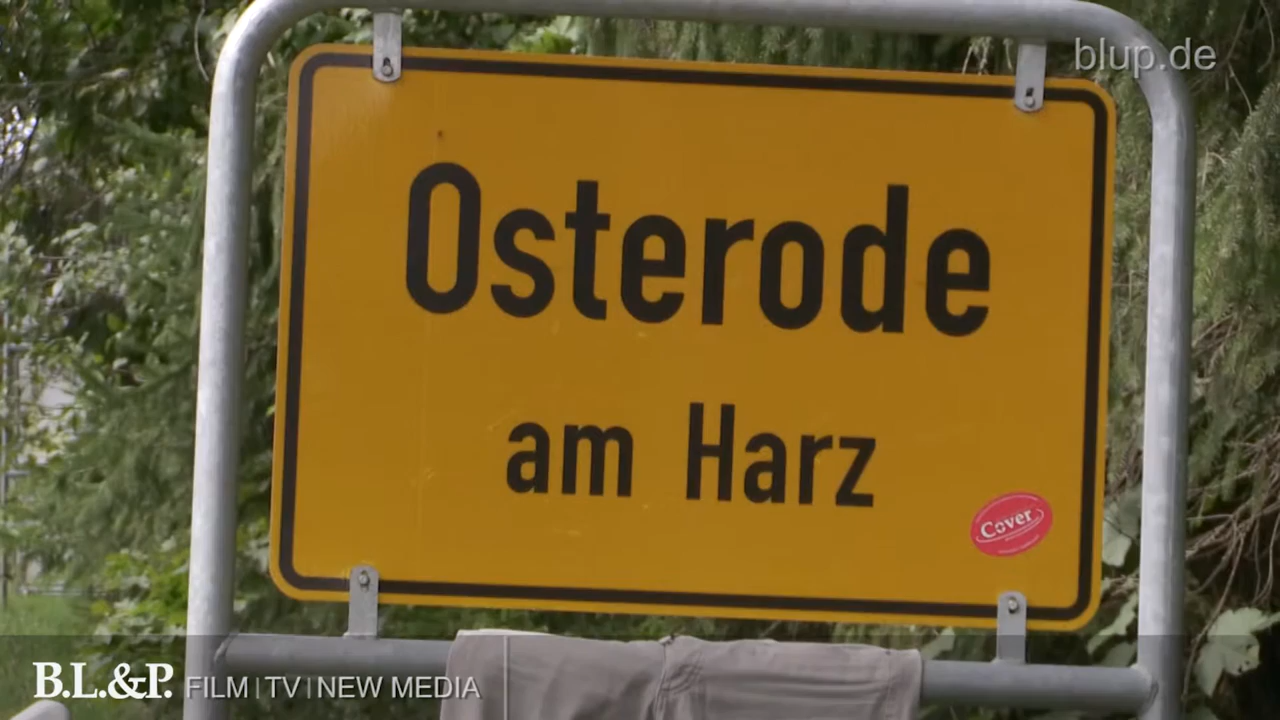 blup.de
Osterode
am Harz
Cover
B.L.&P. FILM | TV | NEW MEDIA